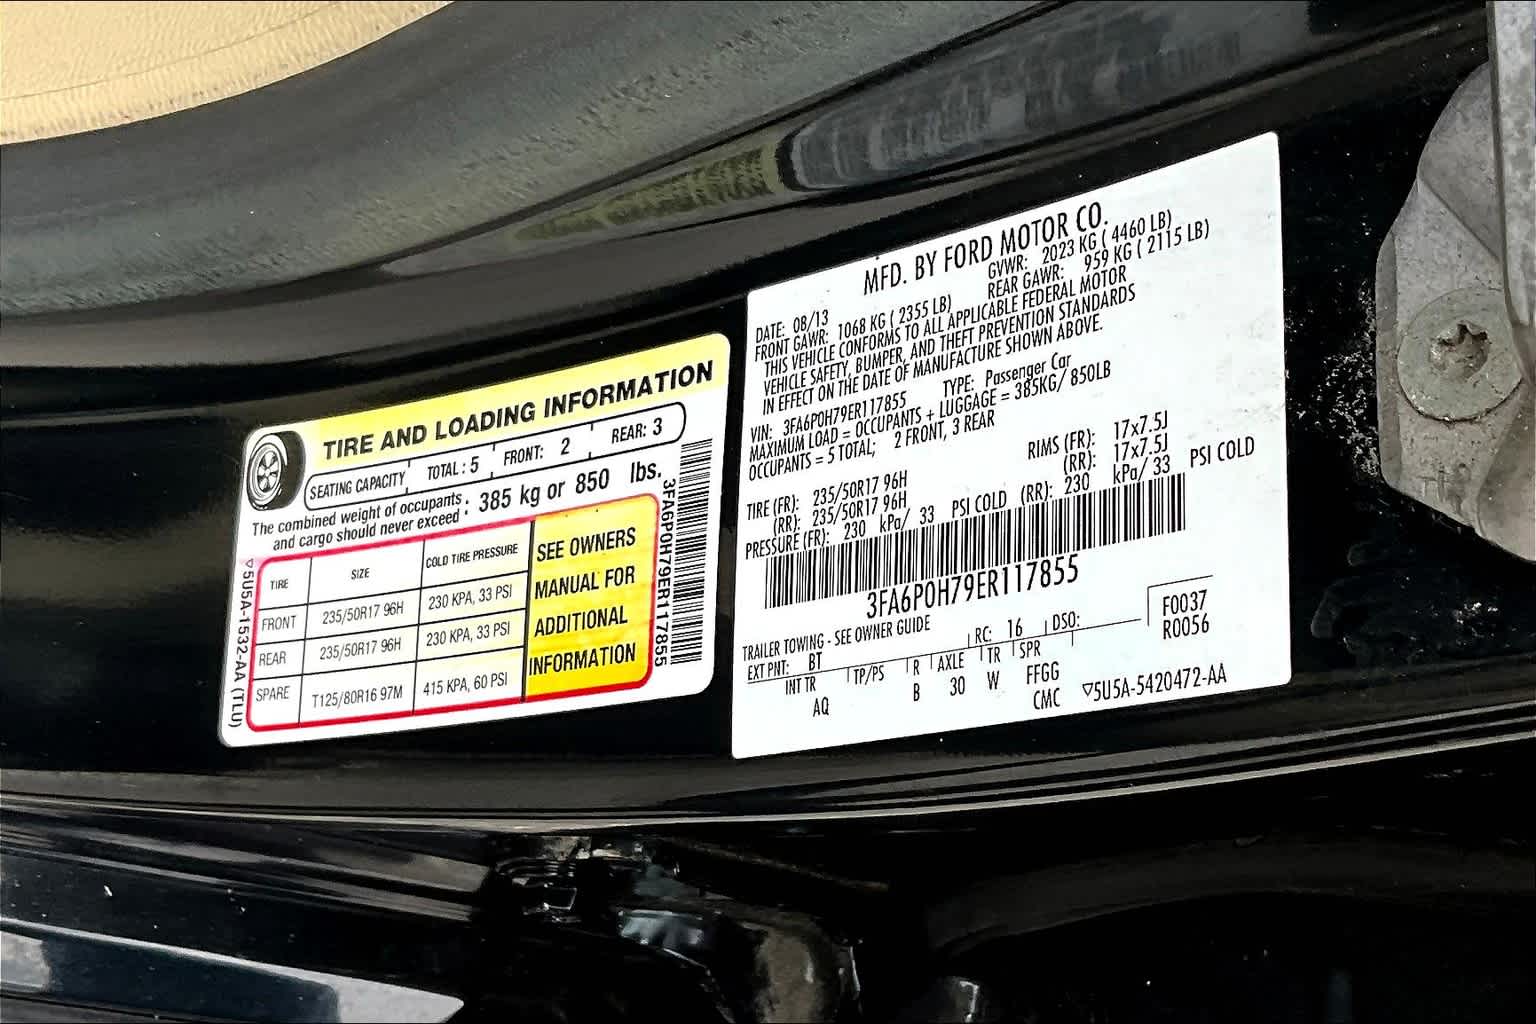 TIRE AND LOADING INFORMATION
SEATING CAPACITY TOTAL : 5 FRONT: 2 REAR: 3
The combined weight of occupants and cargo should never exceed : 385 kg or 850 lbs.
TIRE SIZE COLD TIRE PRESSURE
FRONT 235/50R17 96H 230 KPA, 33 PSI
REAR 235/50R17 96H 230 KPA, 33 PSI
SPARE T125/80R16 97M 415 KPA, 60 PSI
SEE OWNERS
MANUAL FOR
ADDITIONAL
INFORMATION
▽5U5A-1532-AA (TLU)
3FA6P0H79ER117855
MFD. BY FORD MOTOR CO.
DATE: 08/13 GVWR: 2023 KG ( 4460 LB)
FRONT GAWR: 1068 KG ( 2355 LB) REAR GAWR: 959 KG ( 2115 LB)
THIS VEHICLE CONFORMS TO ALL APPLICABLE FEDERAL MOTOR
VEHICLE SAFETY, BUMPER, AND THEFT PREVENTION STANDARDS
IN EFFECT ON THE DATE OF MANUFACTURE SHOWN ABOVE.
VIN: 3FA6P0H79ER117855 TYPE: Passenger Car
MAXIMUM LOAD = OCCUPANTS + LUGGAGE = 385KG/ 850LB
OCCUPANTS = 5 TOTAL; 2 FRONT, 3 REAR
TIRE (FR): 235/50R17 96H RIMS (FR): 17x7.5J
(RR): 235/50R17 96H (RR): 17x7.5J
PRESSURE (FR): 230 kPa/ 33 PSI COLD (RR): 230 kPa/ 33 PSI COLD
3FA6P0H79ER117855
TRAILER TOWING - SEE OWNER GUIDE
EXT PNT: BT RC: 16 DSO:
F0037
R0056
INT TR TP/PS R AXLE TR SPR
AQ B 30 W FFGG
CMC ▽5U5A-5420472-AA